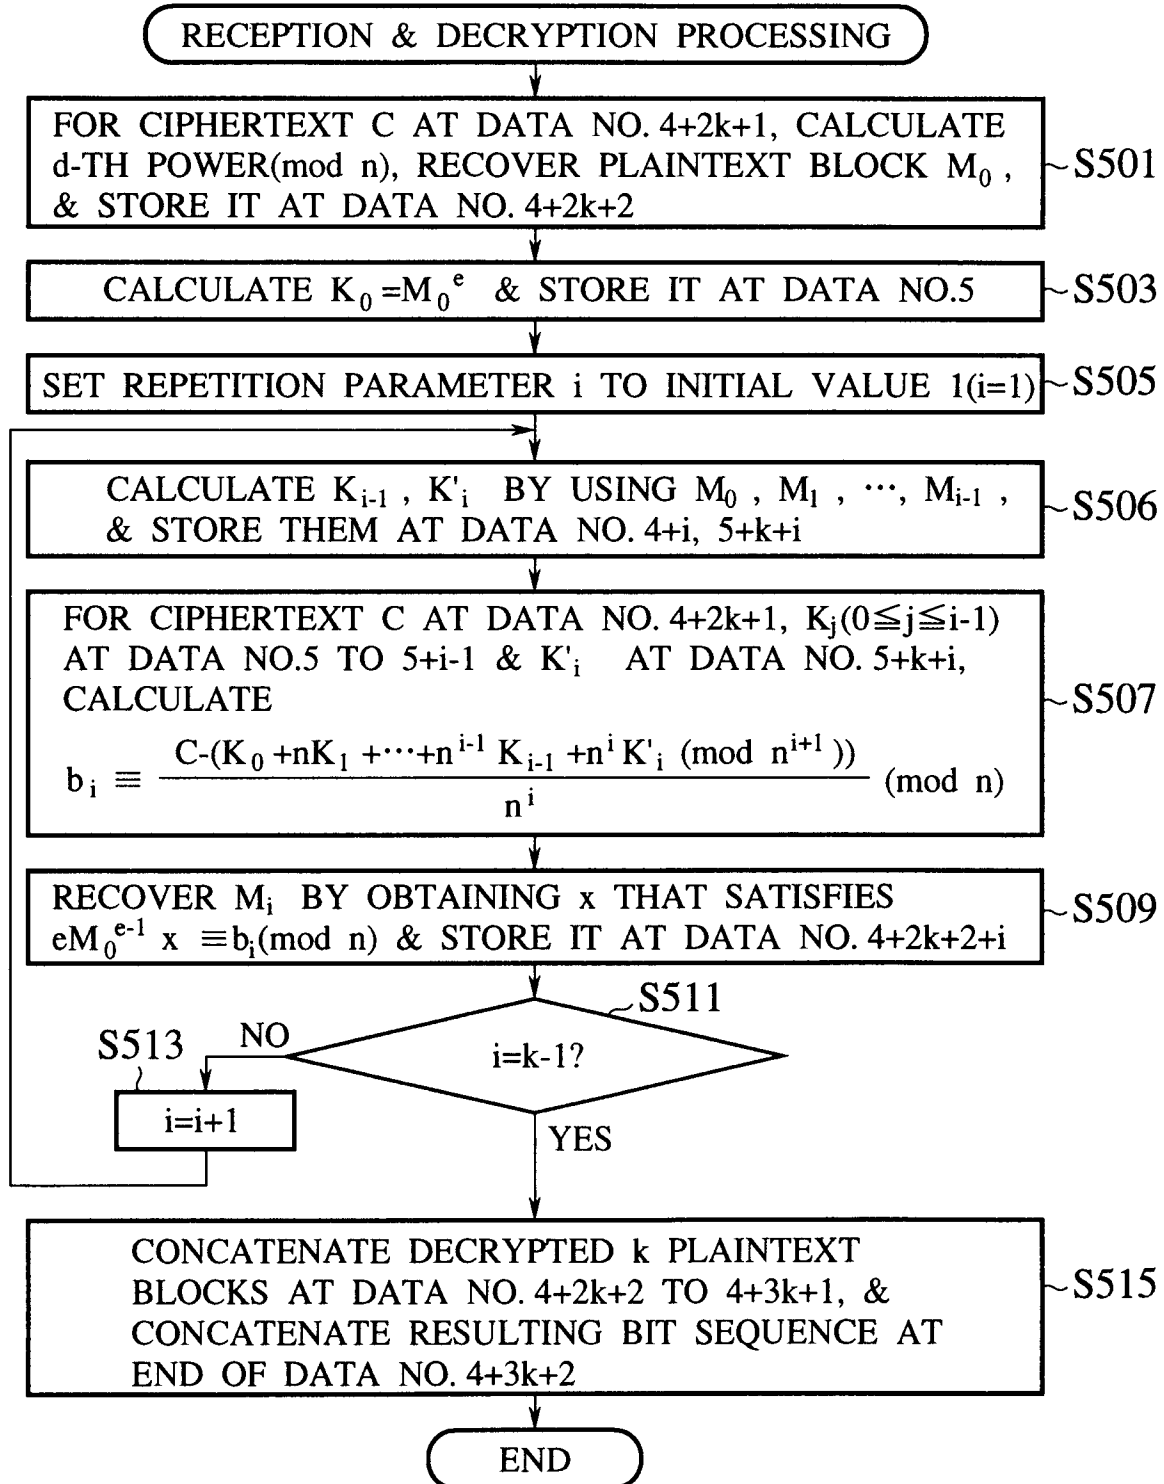 RECEPTION & DECRYPTION PROCESSING
FOR CIPHERTEXT C AT DATA NO. 4+2k+1, CALCULATE
d-TH POWER(mod n), RECOVER PLAINTEXT BLOCK M₀ ,
& STORE IT AT DATA NO. 4+2k+2
S501
CALCULATE K₀ =M₀ᵉ & STORE IT AT DATA NO.5
S503
SET REPETITION PARAMETER i TO INITIAL VALUE 1(i=1)
S505
CALCULATE Kᵢ₋₁ , K'ᵢ BY USING M₀ , M₁ , ⋯, Mᵢ₋₁ ,
& STORE THEM AT DATA NO. 4+i, 5+k+i
S506
FOR CIPHERTEXT C AT DATA NO. 4+2k+1, Kⱼ(0≦j≦i-1)
AT DATA NO.5 TO 5+i-1 & K'ᵢ AT DATA NO. 5+k+i,
CALCULATE
S507
C-(K₀ +nK₁ +⋯+nⁱ⁻¹ Kᵢ₋₁ +nⁱ K'ᵢ (mod nⁱ⁺¹ ))
bᵢ ≡ (mod n)
nⁱ
RECOVER Mᵢ BY OBTAINING x THAT SATISFIES
eM₀ᵉ⁻¹ x ≡bᵢ(mod n) & STORE IT AT DATA NO. 4+2k+2+i
S509
S511
i=k-1?
NO
S513
i=i+1
YES
CONCATENATE DECRYPTED k PLAINTEXT
BLOCKS AT DATA NO. 4+2k+2 TO 4+3k+1, &
CONCATENATE RESULTING BIT SEQUENCE AT
END OF DATA NO. 4+3k+2
S515
END